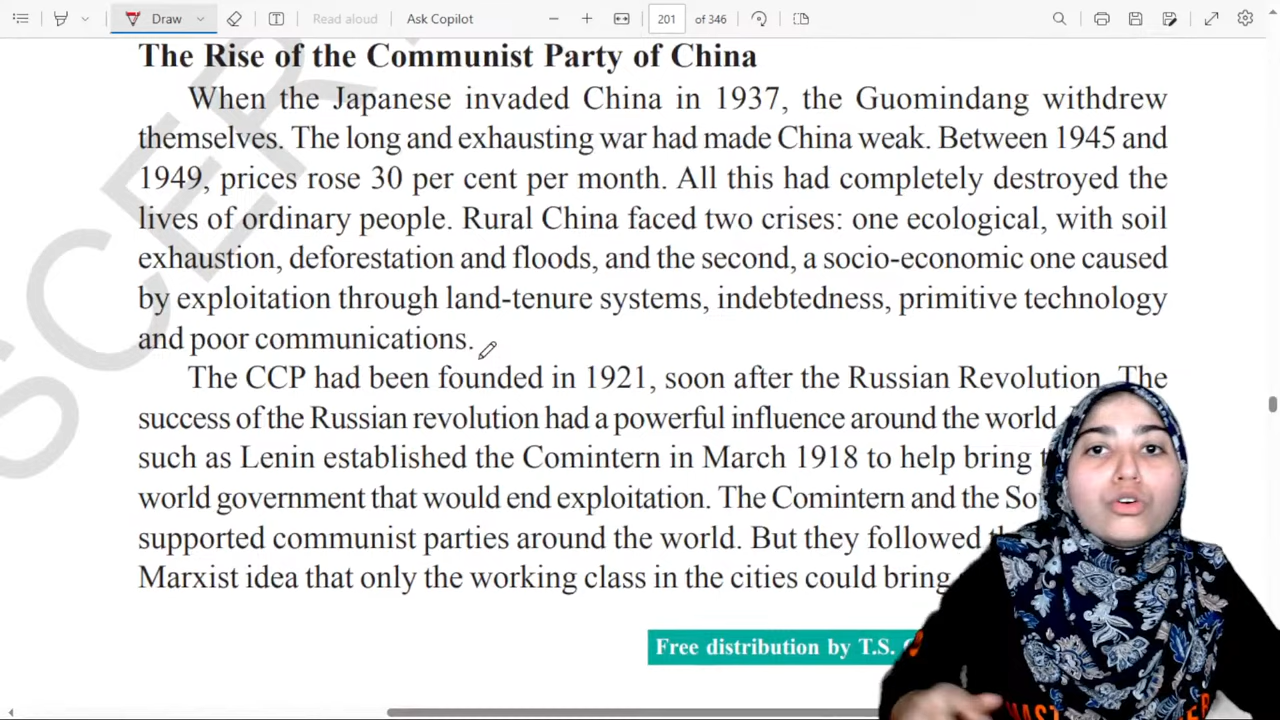 Draw
Read aloud
Ask Copilot
201 of 346
The Rise of the Communist Party of China
When the Japanese invaded China in 1937, the Guomindang withdrew
themselves. The long and exhausting war had made China weak. Between 1945 and
1949, prices rose 30 per cent per month. All this had completely destroyed the
lives of ordinary people. Rural China faced two crises: one ecological, with soil
exhaustion, deforestation and floods, and the second, a socio-economic one caused
by exploitation through land-tenure systems, indebtedness, primitive technology
and poor communications.
The CCP had been founded in 1921, soon after the Russian Revolution. The
success of the Russian revolution had a powerful influence around the world.
such as Lenin established the Comintern in March 1918 to help bring
world government that would end exploitation. The Comintern and the
supported communist parties around the world. But they followed
Marxist idea that only the working class in the cities could bring
Free distribution by T.S.
SCER